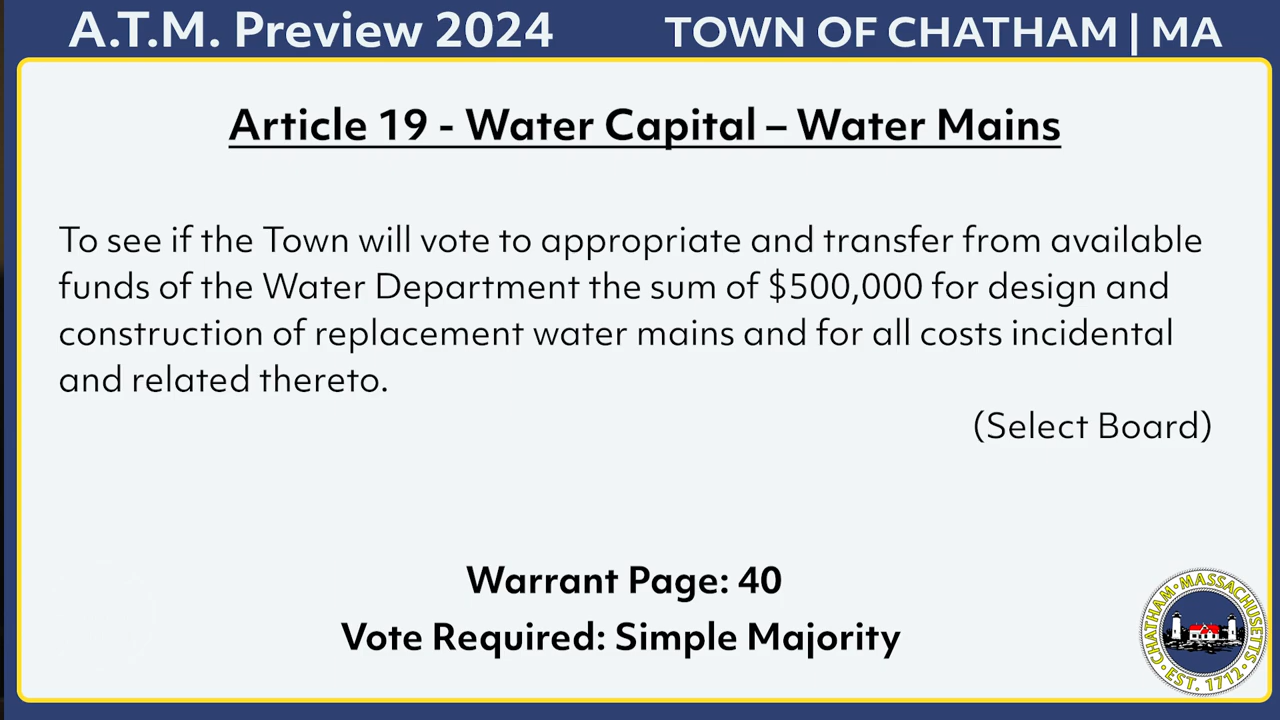 A.T.M. Preview 2024
TOWN OF CHATHAM | MA
Article 19 - Water Capital – Water Mains
To see if the Town will vote to appropriate and transfer from available
funds of the Water Department the sum of $500,000 for design and
construction of replacement water mains and for all costs incidental
and related thereto.
(Select Board)
Warrant Page: 40
Vote Required: Simple Majority
CHATHAM · MASSACHUSETTS
EST. 1712